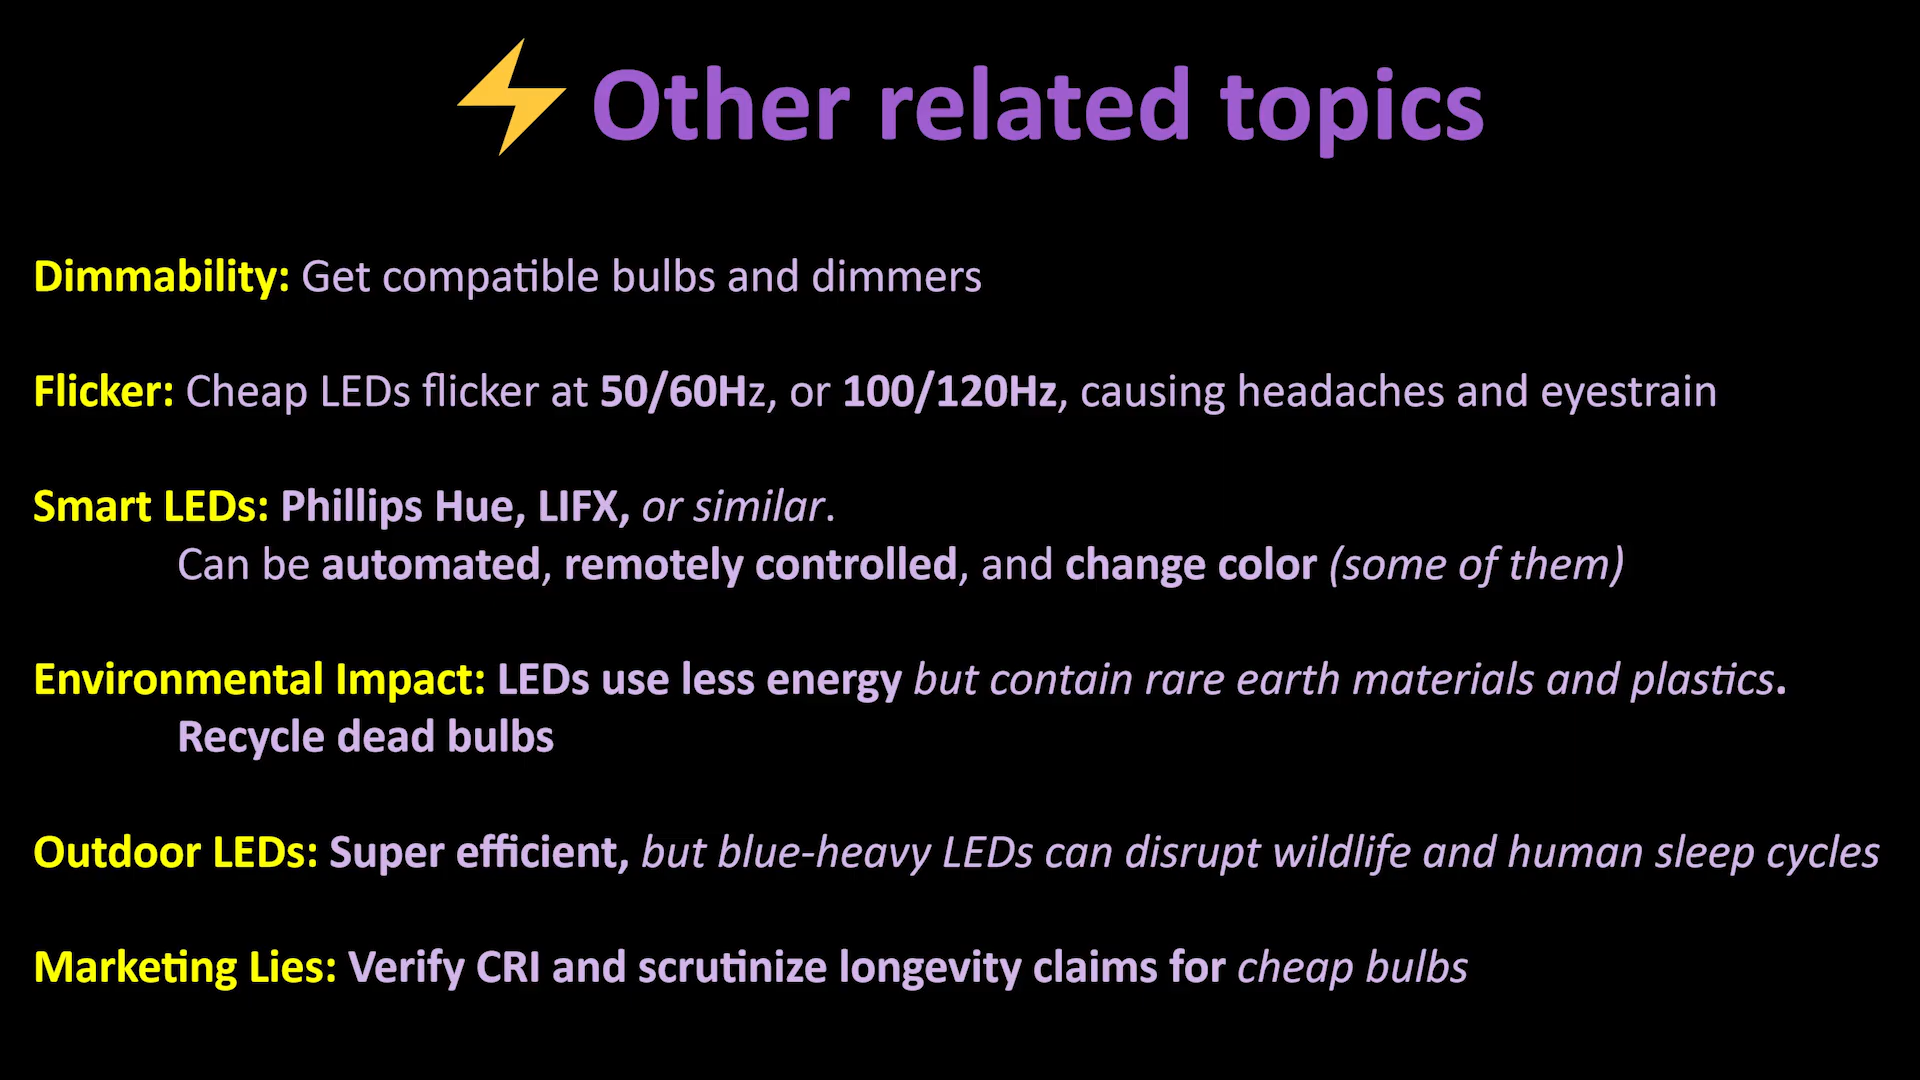 ⚡ Other related topics
Dimmability: Get compatible bulbs and dimmers
Flicker: Cheap LEDs flicker at 50/60Hz, or 100/120Hz, causing headaches and eyestrain
Smart LEDs: Phillips Hue, LIFX, or similar.
Can be automated, remotely controlled, and change color (some of them)
Environmental Impact: LEDs use less energy but contain rare earth materials and plastics.
Recycle dead bulbs
Outdoor LEDs: Super efficient, but blue-heavy LEDs can disrupt wildlife and human sleep cycles
Marketing Lies: Verify CRI and scrutinize longevity claims for cheap bulbs